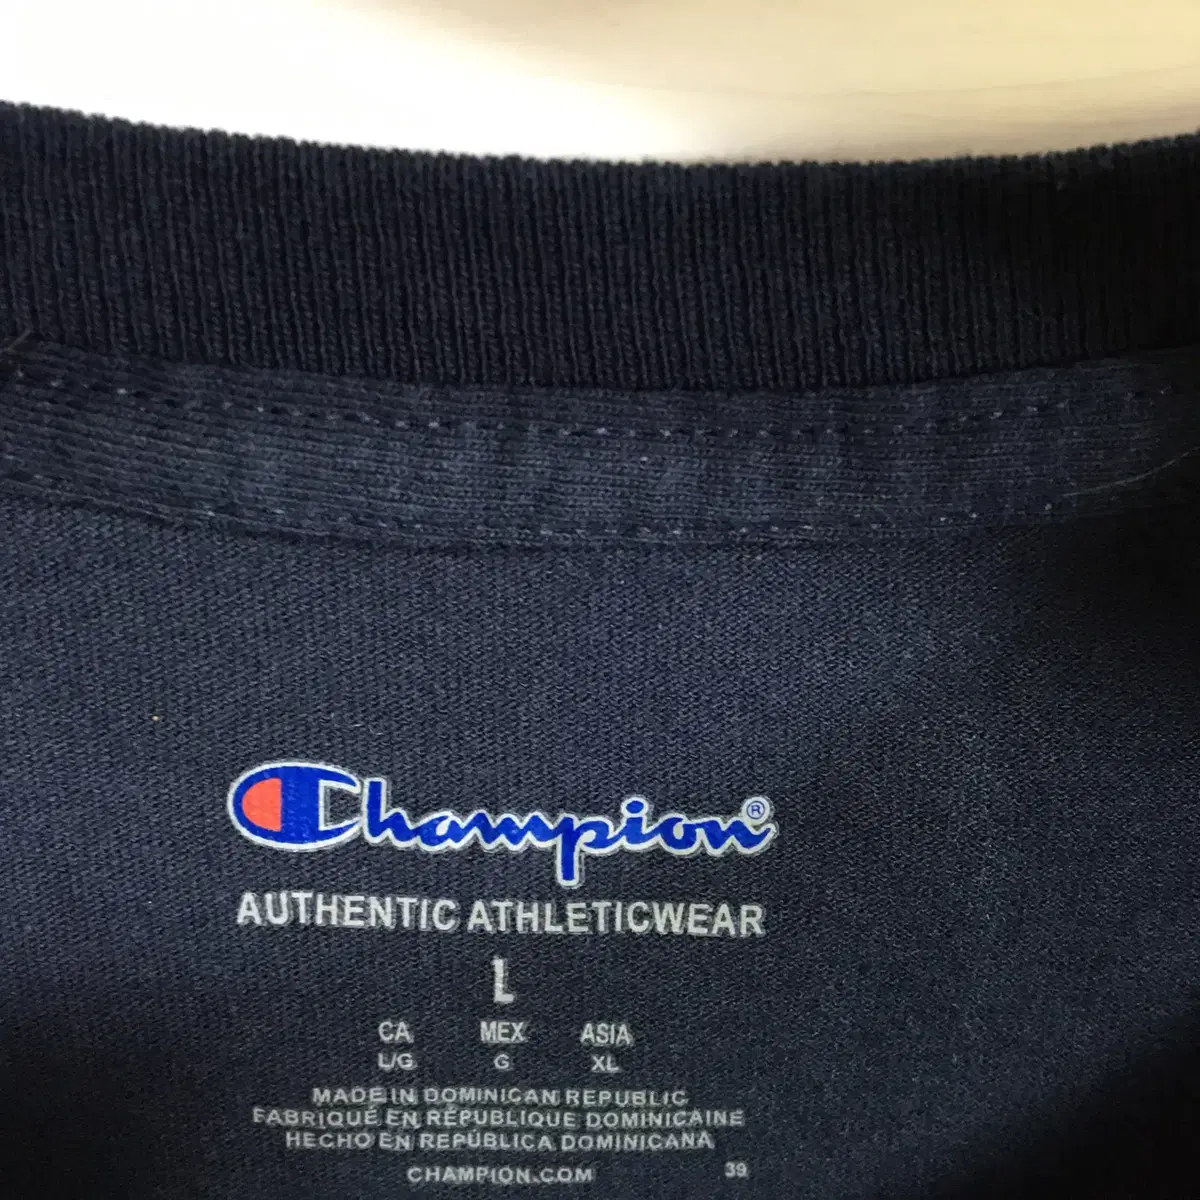 Champion®
AUTHENTIC ATHLETICWEAR
L
CA MEX ASIA
L/G G XL
MADE IN DOMINICAN REPUBLIC
FABRIQUÉ EN RÉPUBLIQUE DOMINICAINE
HECHO EN REPÚBLICA DOMINICANA
CHAMPION.COM 39